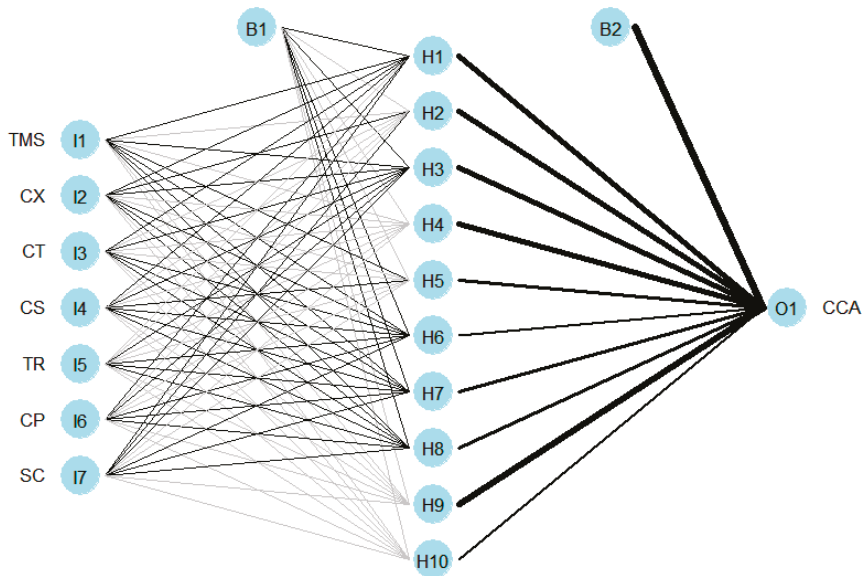 B1
B2
H1
H2
TMS I1
H3
CX I2
H4
CT I3
H5
CS I4
O1 CCA
H6
TR I5
H7
CP I6
H8
SC I7
H9
H10